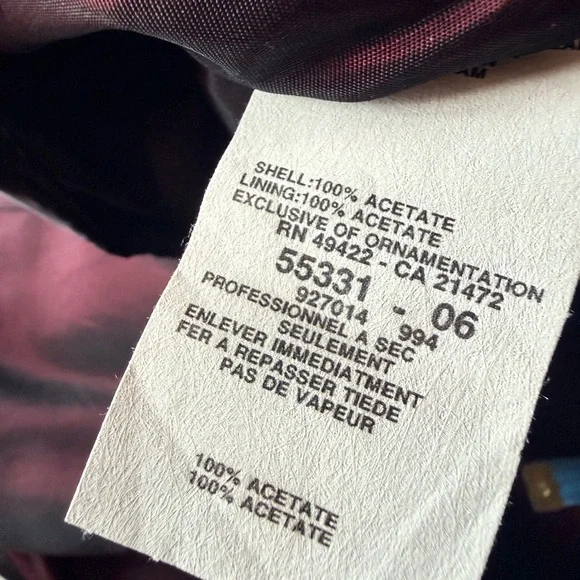 AM
SHELL:100% ACETATE
LINING:100% ACETATE
EXCLUSIVE OF ORNAMENTATION
RN 49422 - CA 21472
55331 - 06
927014 994
PROFESSIONNEL À SEC
SEULEMENT
ENLEVER IMMEDIATMENT
FER A REPASSER TIEDE
PAS DE VAPEUR
100% ACETATE
100% ACETATE